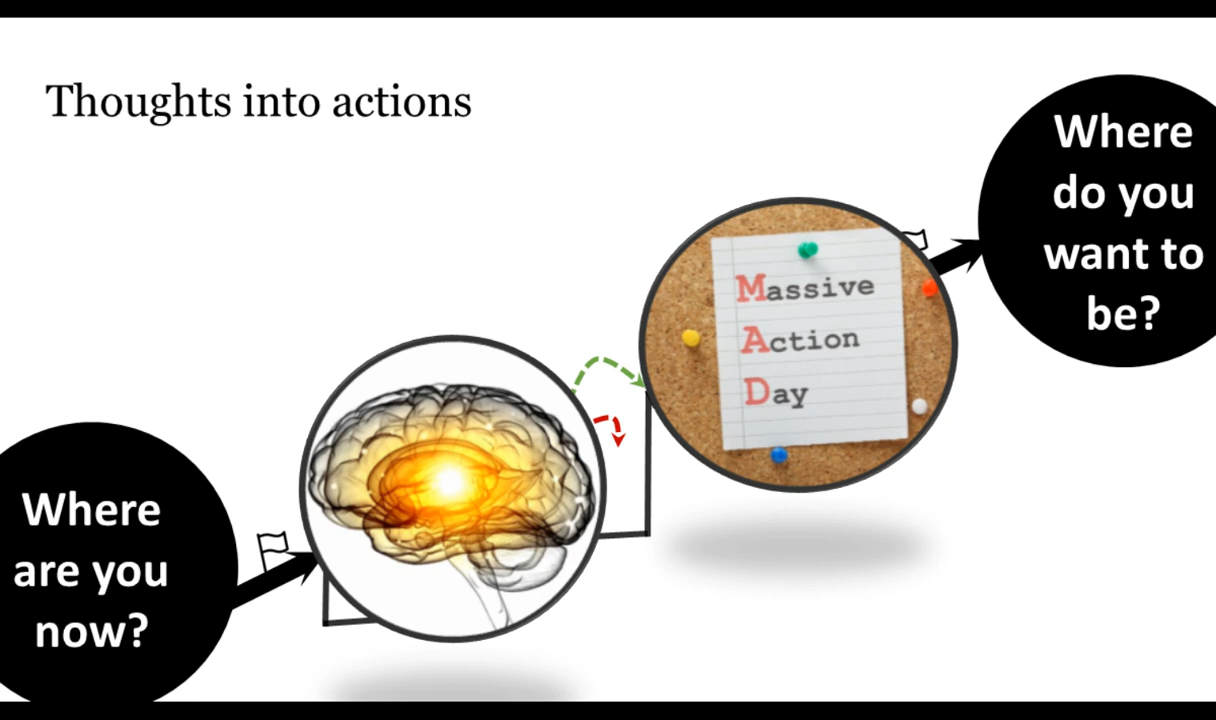 Thoughts into actions
Where
are you
now?
Massive
Action
Day
Where
do you
want to
be?